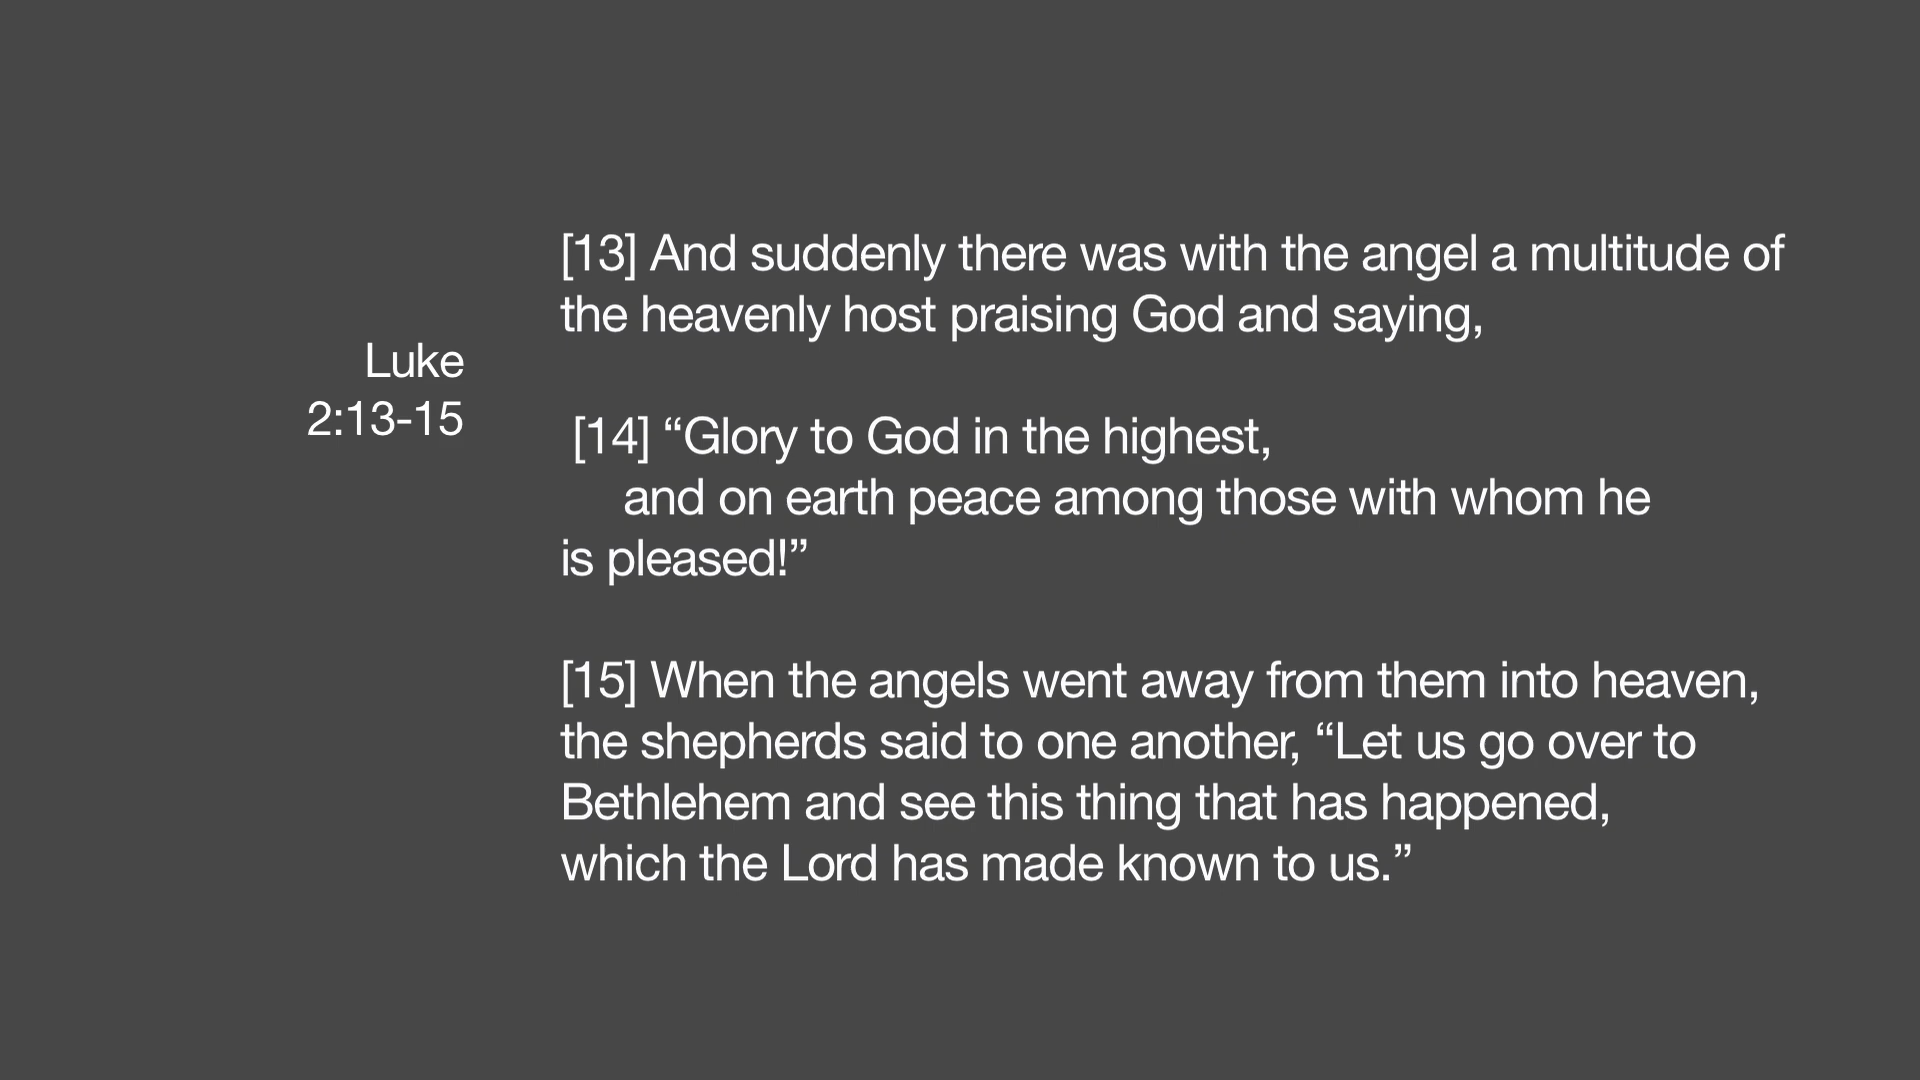 Luke
2:13-15
[13] And suddenly there was with the angel a multitude of
the heavenly host praising God and saying,
[14] “Glory to God in the highest,
and on earth peace among those with whom he
is pleased!”
[15] When the angels went away from them into heaven,
the shepherds said to one another, “Let us go over to
Bethlehem and see this thing that has happened,
which the Lord has made known to us.”